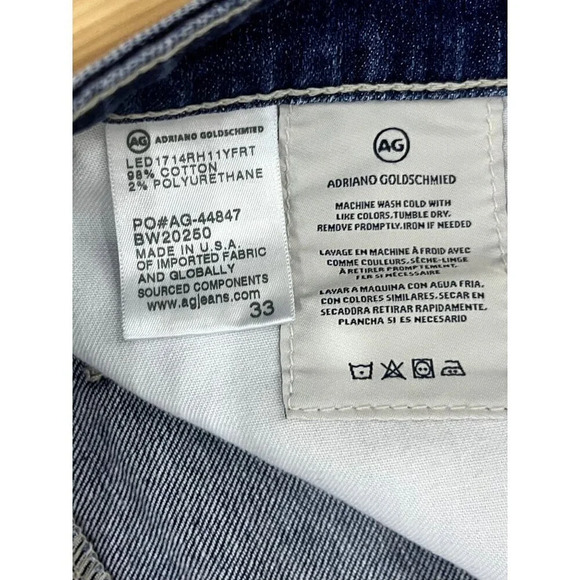 AG ADRIANO GOLDSCHMIED
LED1714RH11YFRT
98% COTTON
2% POLYURETHANE
PO#AG-44847
BW20250
MADE IN U.S.A.
OF IMPORTED FABRIC
AND GLOBALLY
SOURCED COMPONENTS
www.agjeans.com
33
AG
ADRIANO GOLDSCHMIED
MACHINE WASH COLD WITH
LIKE COLORS. TUMBLE DRY.
REMOVE PROMPTLY. IRON IF NEEDED
LAVAGE EN MACHINE À FROID AVEC
COMME COULEURS. SÈCHE-LINGE
À RETIRER PROMPTEMENT.
FER SI NÉCESSAIRE
LAVAR A MAQUINA CON AGUA FRIA.
CON COLORES SIMILARES. SECAR EN
SECADORA RETIRAR RAPIDAMENTE.
PLANCHA SI ES NECESARIO